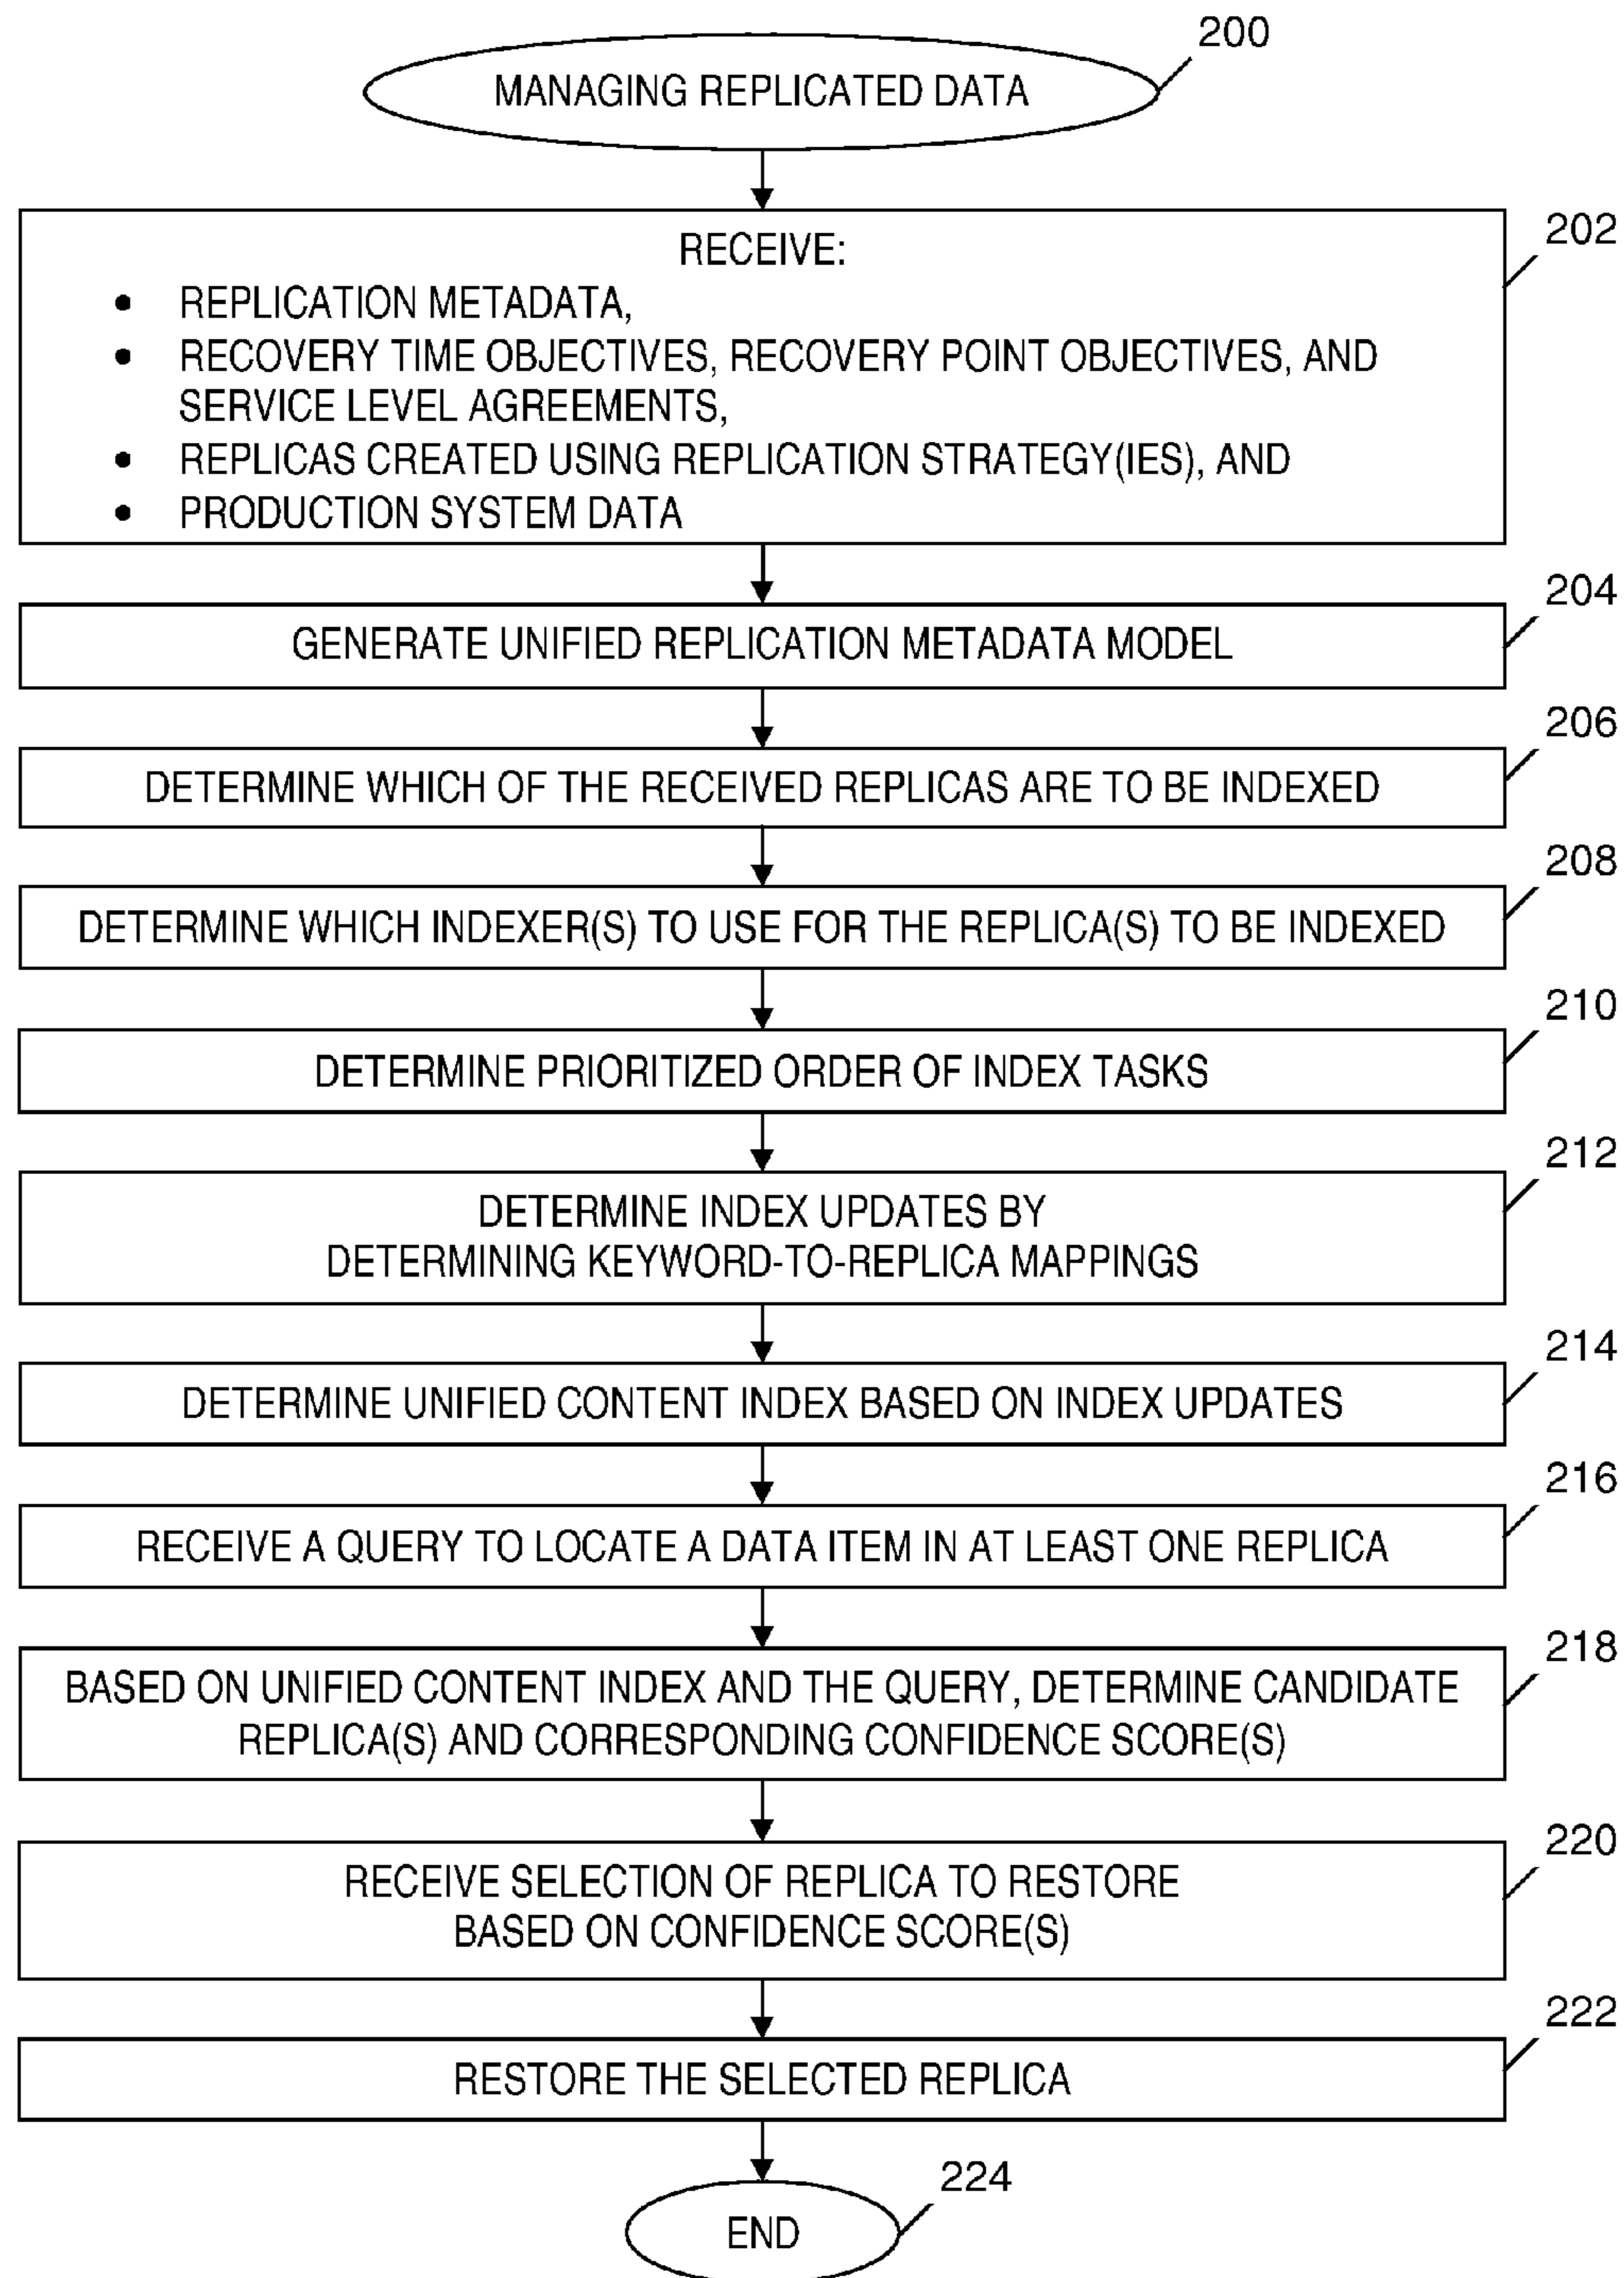 200
MANAGING REPLICATED DATA
202
RECEIVE:
• REPLICATION METADATA,
• RECOVERY TIME OBJECTIVES, RECOVERY POINT OBJECTIVES, AND
SERVICE LEVEL AGREEMENTS,
• REPLICAS CREATED USING REPLICATION STRATEGY(IES), AND
• PRODUCTION SYSTEM DATA
204
GENERATE UNIFIED REPLICATION METADATA MODEL
206
DETERMINE WHICH OF THE RECEIVED REPLICAS ARE TO BE INDEXED
208
DETERMINE WHICH INDEXER(S) TO USE FOR THE REPLICA(S) TO BE INDEXED
210
DETERMINE PRIORITIZED ORDER OF INDEX TASKS
212
DETERMINE INDEX UPDATES BY
DETERMINING KEYWORD-TO-REPLICA MAPPINGS
214
DETERMINE UNIFIED CONTENT INDEX BASED ON INDEX UPDATES
216
RECEIVE A QUERY TO LOCATE A DATA ITEM IN AT LEAST ONE REPLICA
218
BASED ON UNIFIED CONTENT INDEX AND THE QUERY, DETERMINE CANDIDATE
REPLICA(S) AND CORRESPONDING CONFIDENCE SCORE(S)
220
RECEIVE SELECTION OF REPLICA TO RESTORE
BASED ON CONFIDENCE SCORE(S)
222
RESTORE THE SELECTED REPLICA
224
END